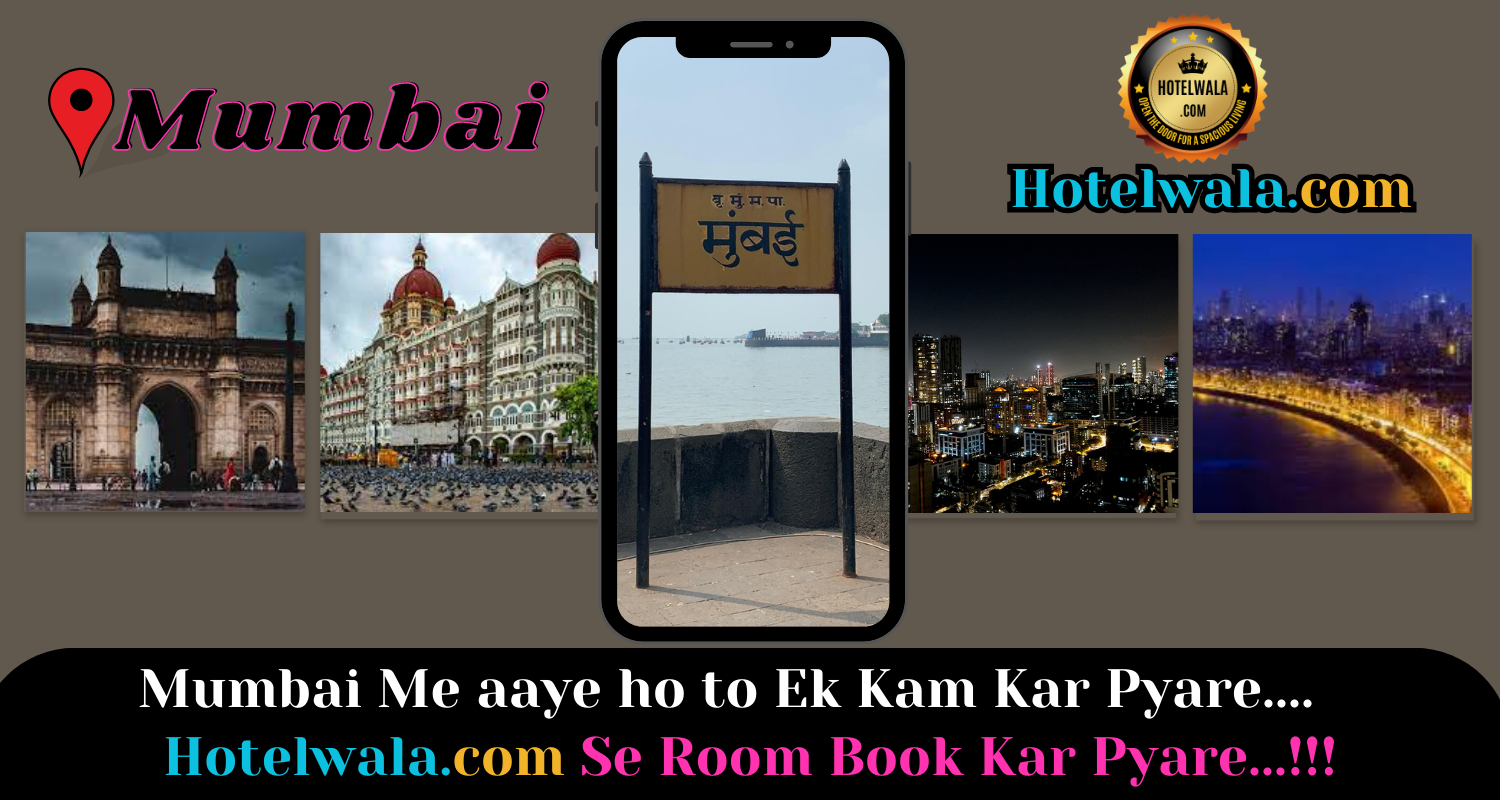 Mumbai
HOTELWALA
.COM
OPEN THE DOOR FOR A SPACIOUS LIVING
Hotelwala.com
बृ. मुं. म. पा.
मुंबई
Mumbai Me aaye ho to Ek Kam Kar Pyare....
Hotelwala.com Se Room Book Kar Pyare...!!!